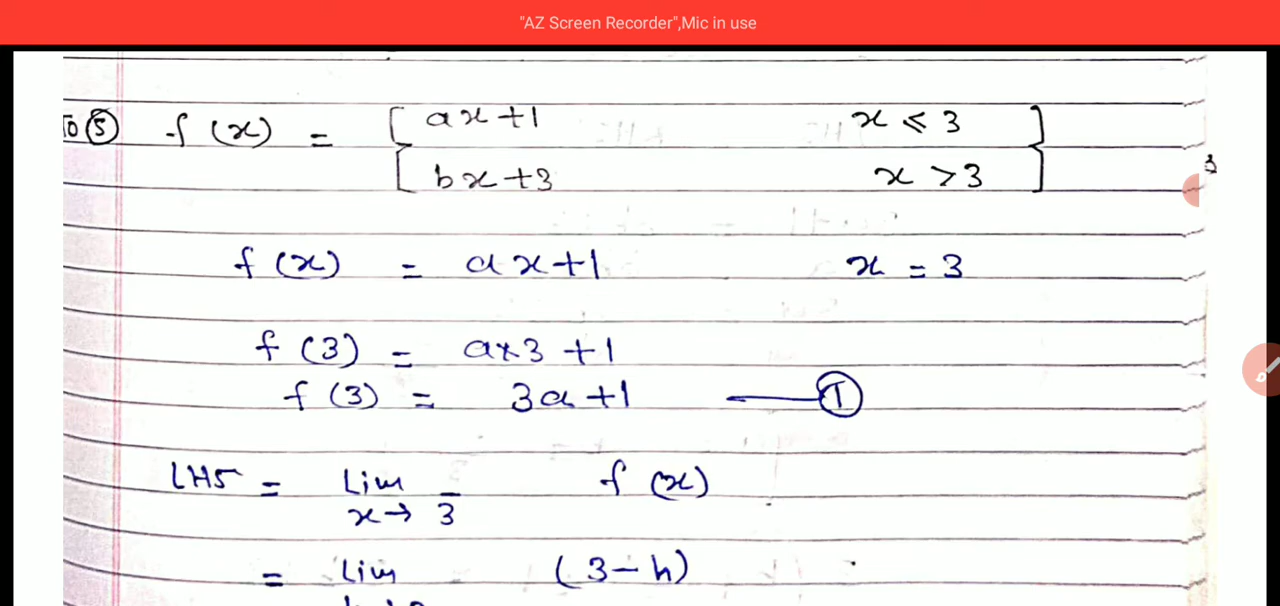 "AZ Screen Recorder",Mic in use
⑤ f(x) = { ax+1 x ≤ 3
bx+3 x > 3 }
f(x) = ax+1 x = 3
f(3) = a×3+1
f(3) = 3a+1 — Ⓘ
LHS = Lim f(x)
x→3̄
= Lim (3-h)